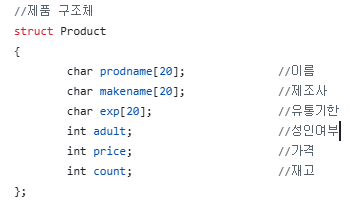 //제품 구조체
struct Product
{
char prodname[20]; //이름
char makename[20]; //제조사
char exp[20]; //유통기한
int adult; //성인여부
int price; //가격
int count; //재고
};